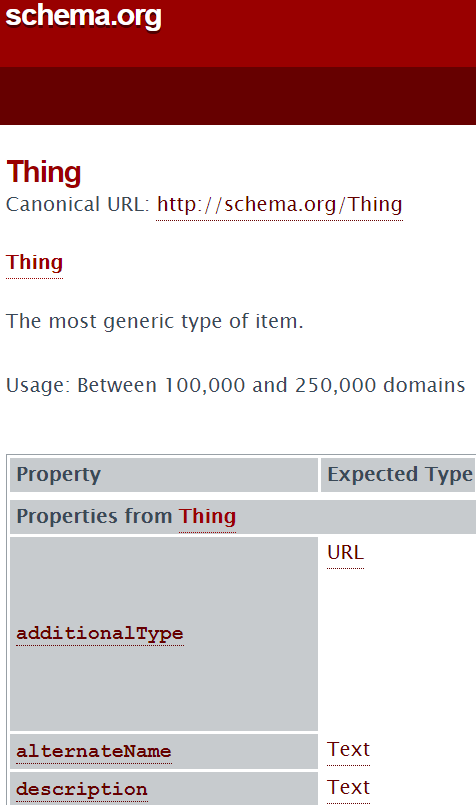 schema.org
Thing
Canonical URL: http://schema.org/Thing
Thing
The most generic type of item.
Usage: Between 100,000 and 250,000 domains
Property Expected Type
Properties from Thing
additionalType URL
alternateName Text
description Text